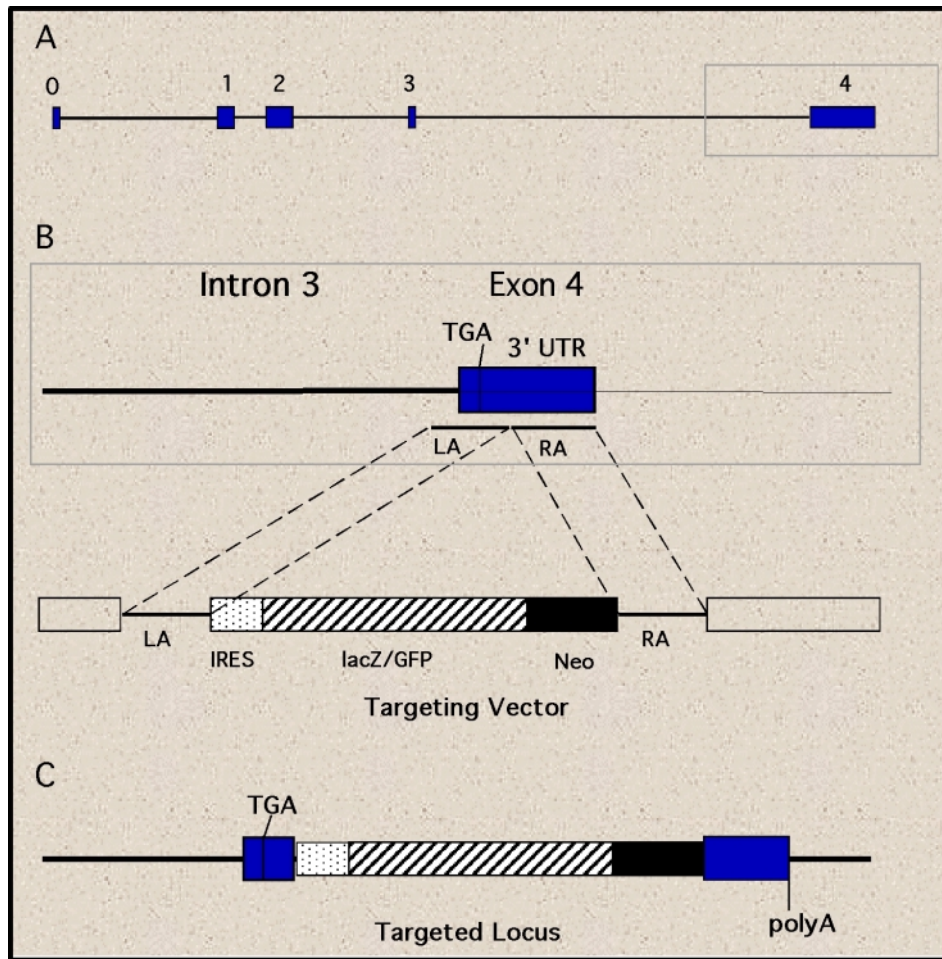 A
0 1 2 3 4
B
Intron 3 Exon 4
TGA 3' UTR
LA RA
LA RA
IRES lacZ/GFP Neo
Targeting Vector
C
TGA
polyA
Targeted Locus